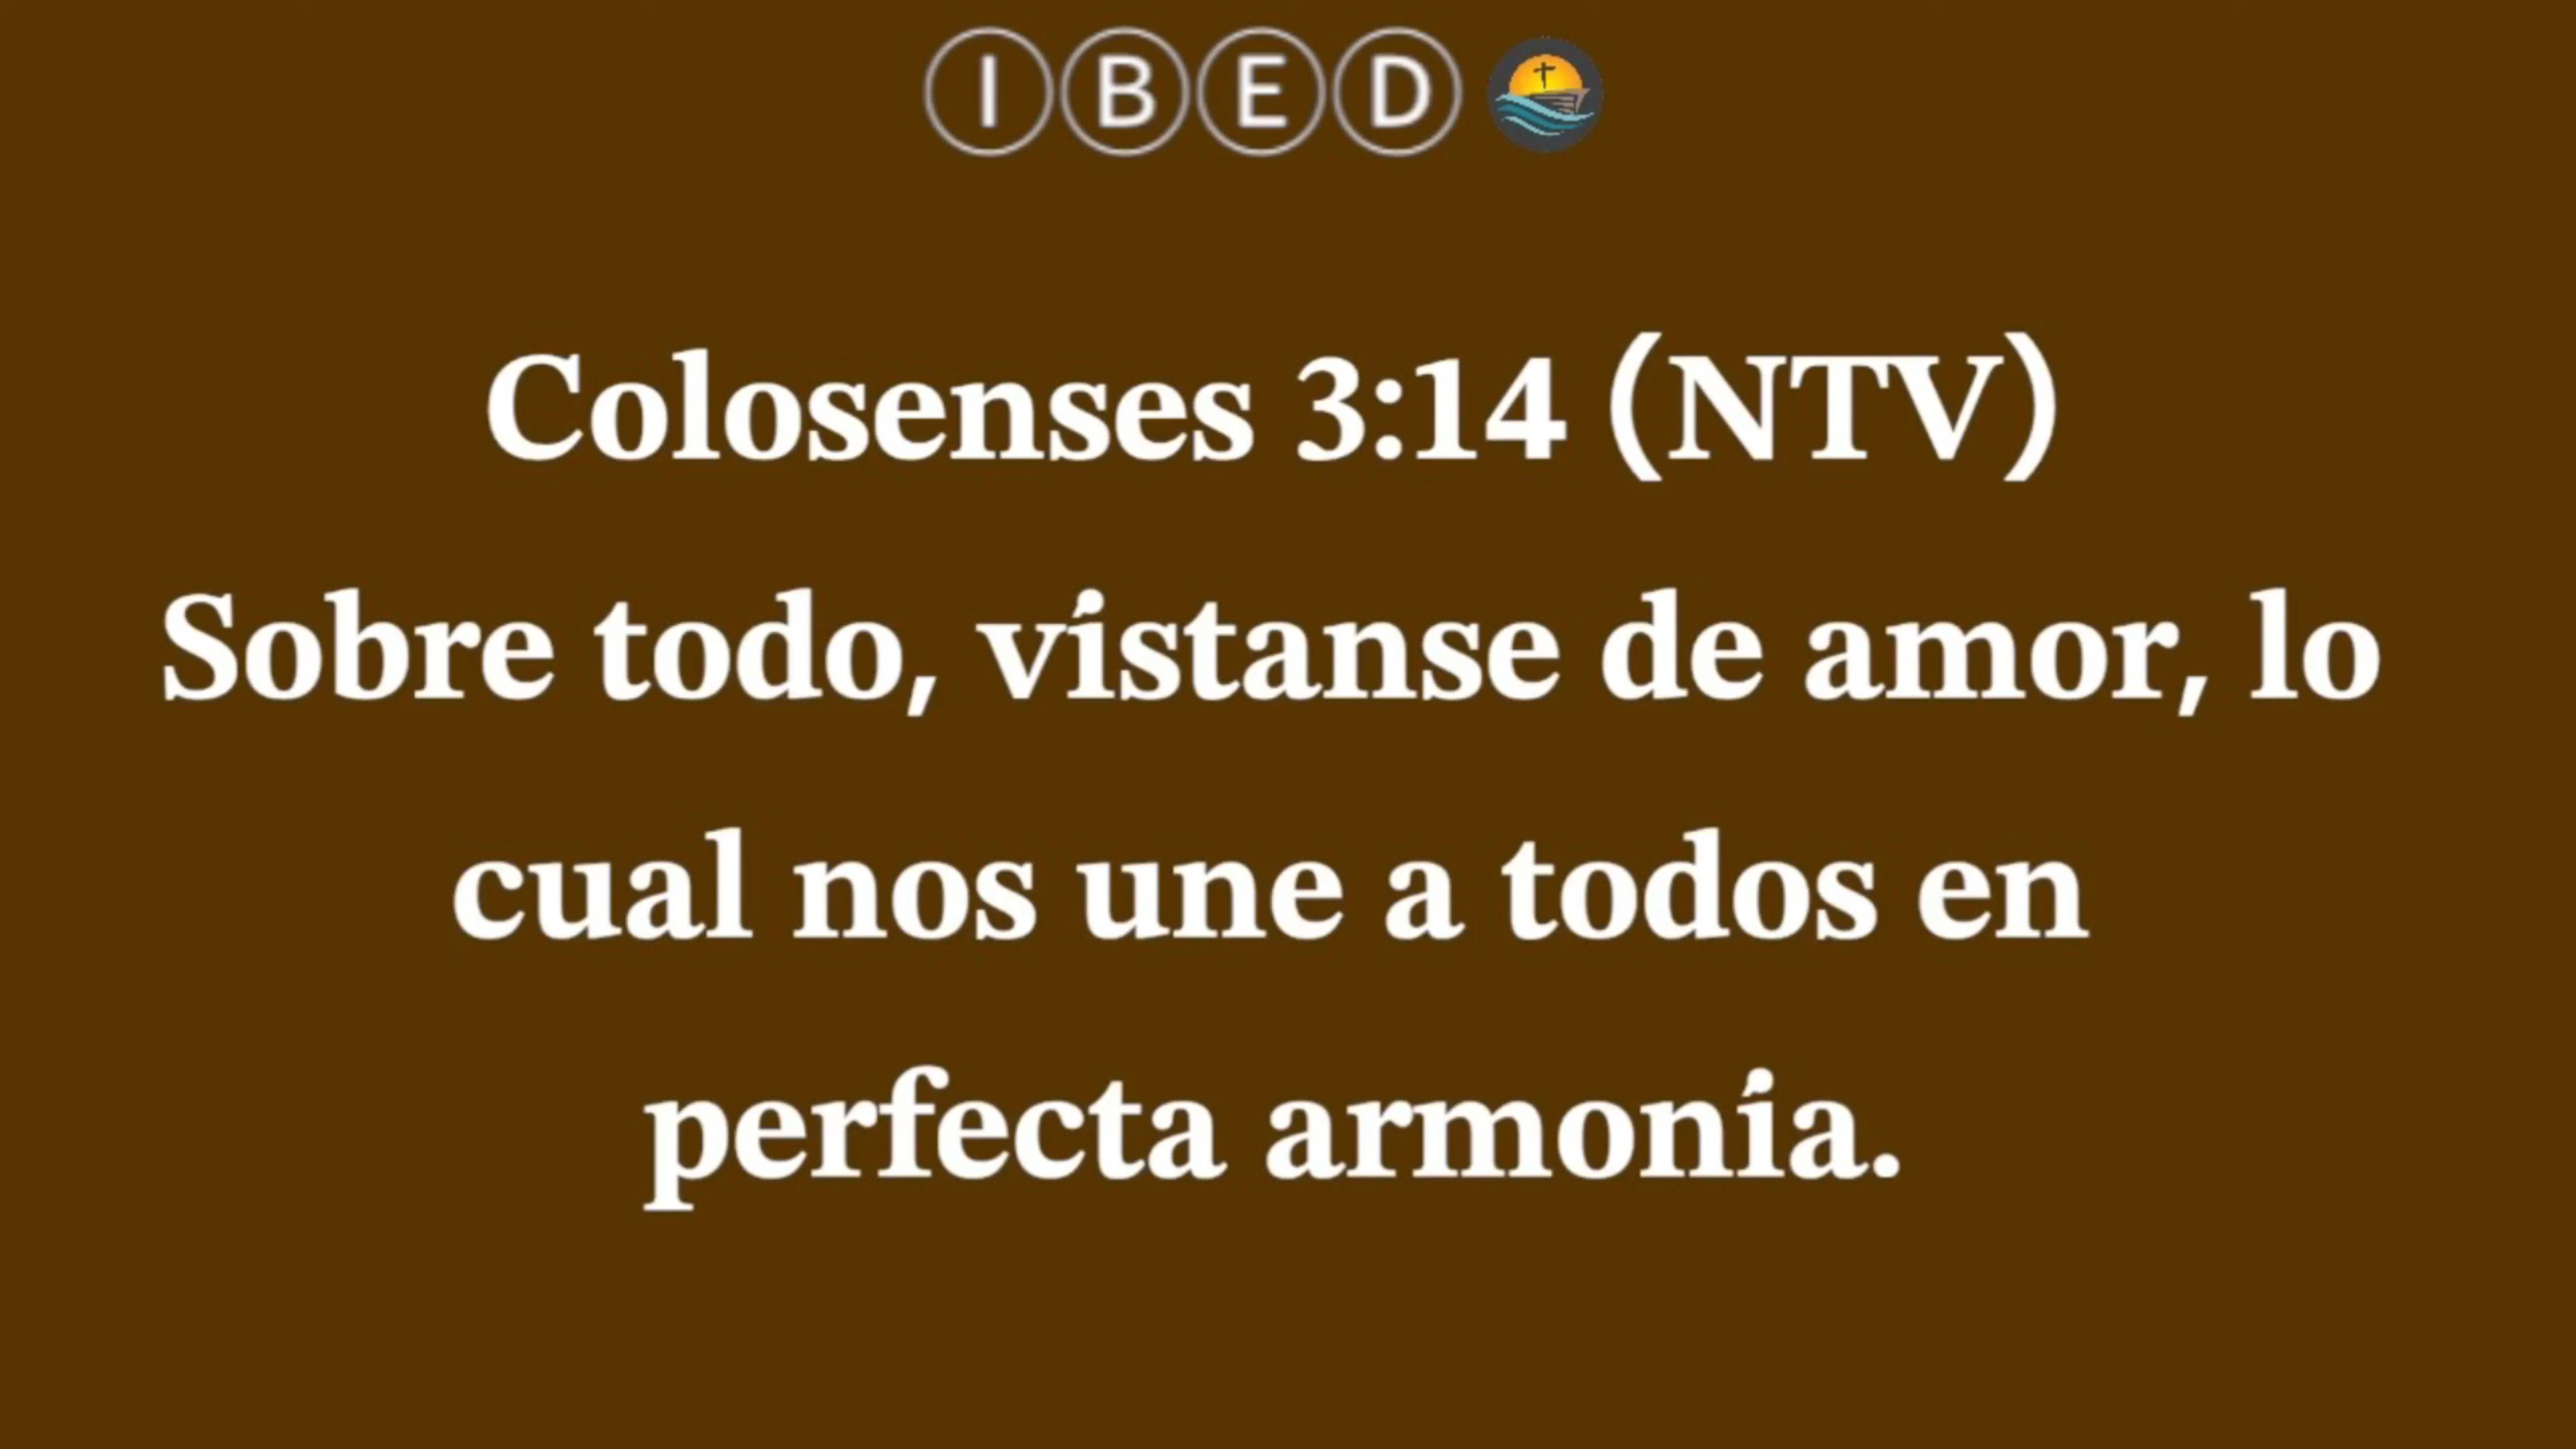 ⒾⒷⒺⒹ
Colosenses 3:14 (NTV)
Sobre todo, vístanse de amor, lo
cual nos une a todos en
perfecta armonía.